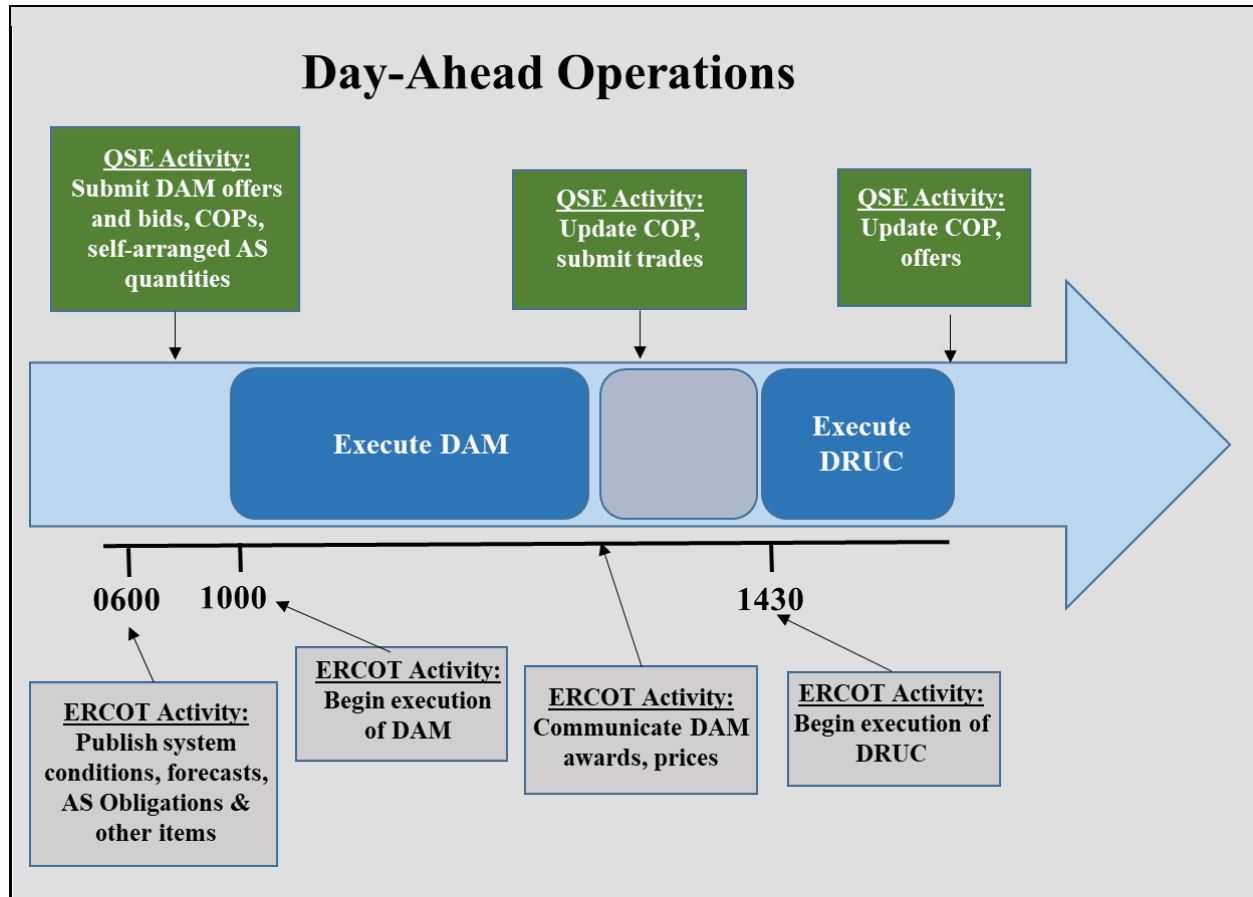 Day-Ahead Operations
QSE Activity:
Submit DAM offers
and bids, COPs,
self-arranged AS
quantities
QSE Activity:
Update COP,
submit trades
QSE Activity:
Update COP,
offers
Execute DAM
Execute
DRUC
0600
1000
1430
ERCOT Activity:
Publish system
conditions, forecasts,
AS Obligations &
other items
ERCOT Activity:
Begin execution
of DAM
ERCOT Activity:
Communicate DAM
awards, prices
ERCOT Activity:
Begin execution of
DRUC